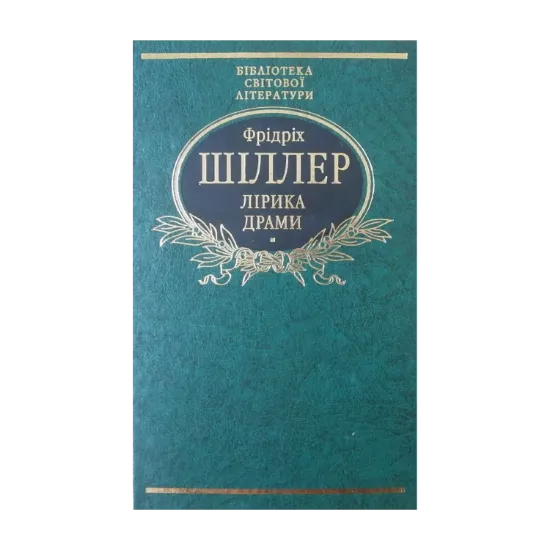 БІБЛІОТЕКА
СВІТОВОЇ
ЛІТЕРАТУРИ
Фрідріх
ШІЛЛЕР
ЛІРИКА
ДРАМИ